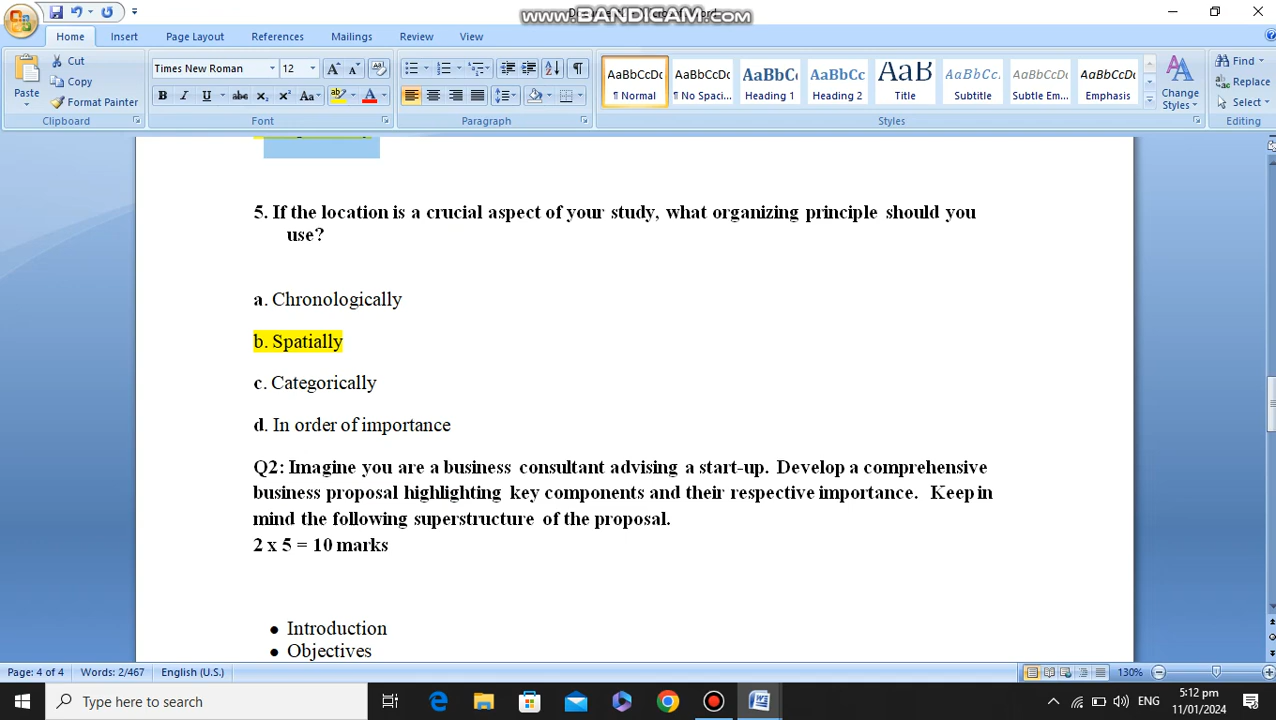 www.BANDICAM.com
Home Insert Page Layout References Mailings Review View
Cut
Copy
Format Painter
Paste
Clipboard
Times New Roman 12
Font
Paragraph
AaBbCcDc AaBbCcDc AaBbC AaBbCc AaB AaBbCc. AaBbCcDc AaBbCcDc
¶ Normal ¶ No Spaci... Heading 1 Heading 2 Title Subtitle Subtle Em... Emphasis
Change Styles
Styles
Find
Replace
Select
Editing
5. If the location is a crucial aspect of your study, what organizing principle should you
use?
a. Chronologically
b. Spatially
c. Categorically
d. In order of importance
Q2: Imagine you are a business consultant advising a start-up. Develop a comprehensive
business proposal highlighting key components and their respective importance. Keep in
mind the following superstructure of the proposal.
2 x 5 = 10 marks
● Introduction
● Objectives
Page: 4 of 4 Words: 2/467 English (U.S.) 130%
Type here to search
ENG
5:12 pm
11/01/2024